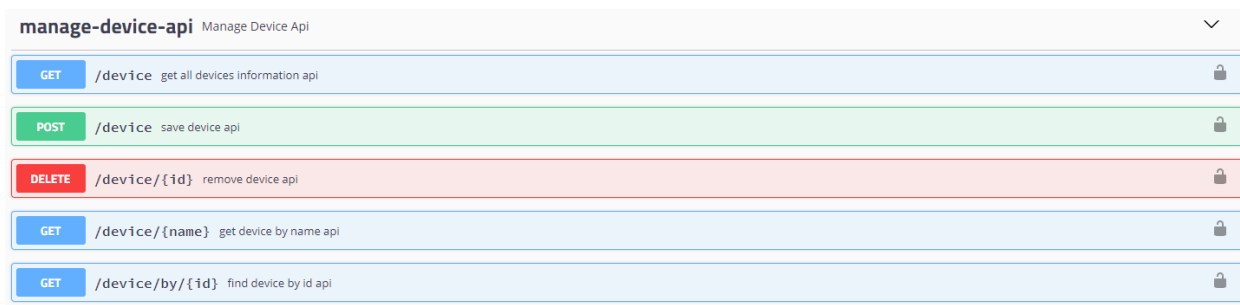 manage-device-api Manage Device Api
GET /device get all devices information api
POST /device save device api
DELETE /device/{id} remove device api
GET /device/{name} get device by name api
GET /device/by/{id} find device by id api